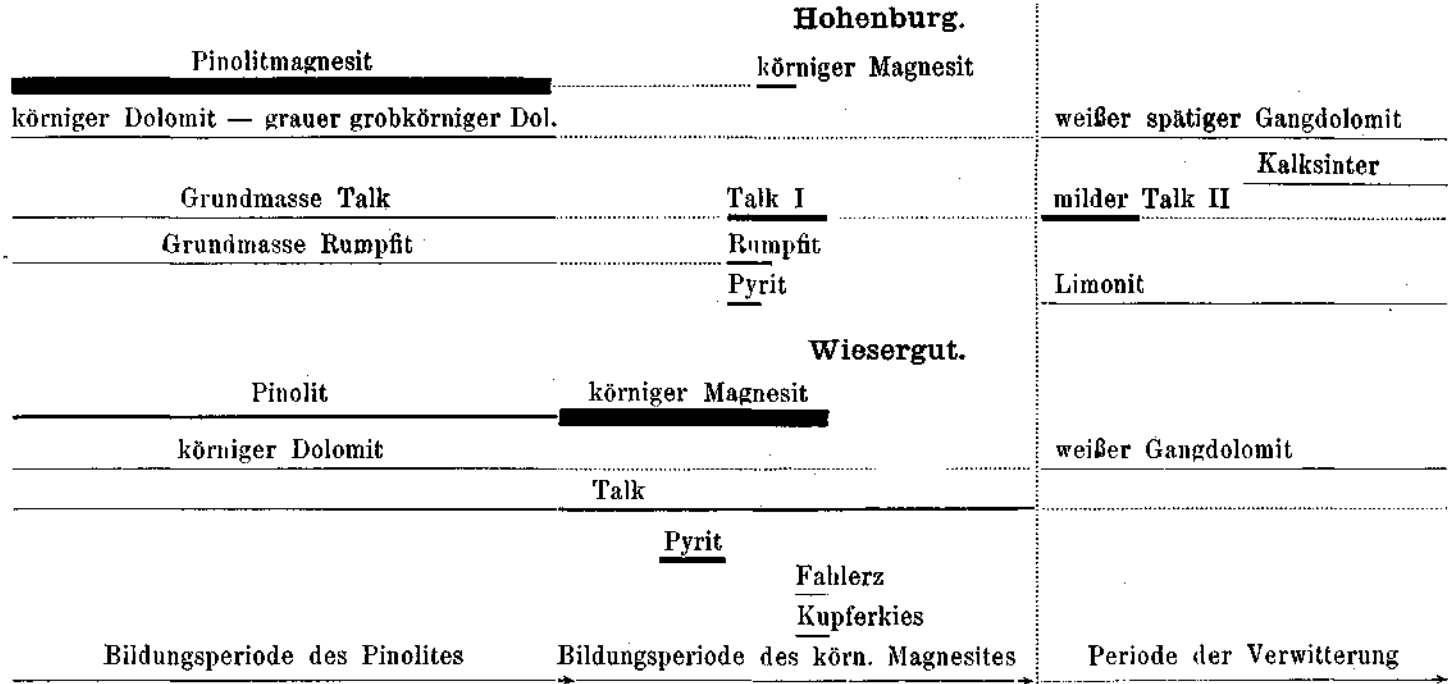 Hohenburg.
Pinolitmagnesit körniger Magnesit
körniger Dolomit — grauer grobkörniger Dol. weißer spätiger Gangdolomit
Kalksinter
Grundmasse Talk Talk I milder Talk II
Grundmasse Rumpfit Rumpfit
Pyrit Limonit
Wiesergut.
Pinolit körniger Magnesit
körniger Dolomit weißer Gangdolomit
Talk
Pyrit
Fahlerz
Kupferkies
Bildungsperiode des Pinolites Bildungsperiode des körn. Magnesites Periode der Verwitterung